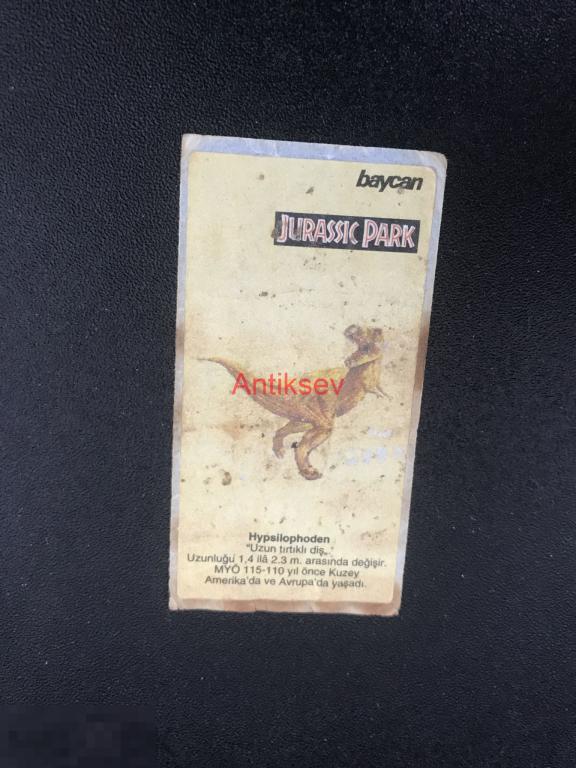 baycan
JURASSIC PARK
Antiksev
Hypsilophoden
"Uzun tırtıklı diş„
Uzunluğu 1,4 ilâ 2.3 m. arasında değişir.
MYÖ 115-110 yıl önce Kuzey
Amerika'da ve Avrupa'da yaşadı.